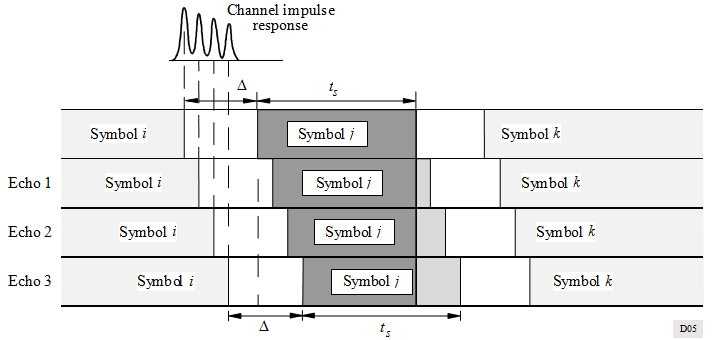 Channel impulse
response
Δ
t_s
Symbol i
Symbol j
Symbol k
Echo 1
Symbol i
Symbol j
Symbol k
Echo 2
Symbol i
Symbol j
Symbol k
Echo 3
Symbol i
Symbol j
Symbol k
Δ
t_s
D05